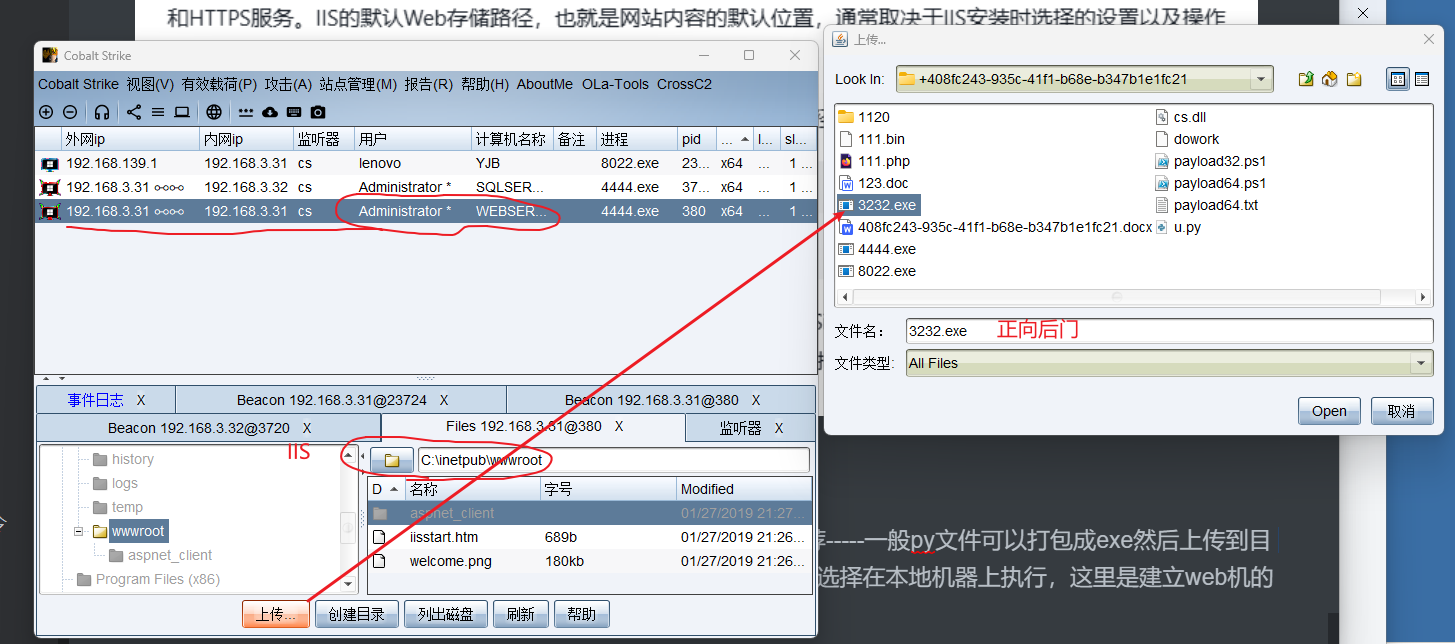 和HTTPS服务。IIS的默认Web存储路径，也就是网站内容的默认位置，通常取决于IIS安装时选择的设置以及操作
Cobalt Strike
Cobalt Strike 视图(V) 有效载荷(P) 攻击(A) 站点管理(M) 报告(R) 帮助(H) AboutMe OLa-Tools CrossC2
外网ip 内网ip 监听器 用户 计算机名称 备注 进程 pid ... l... sl...
192.168.139.1 192.168.3.31 cs lenovo YJB 8022.exe 23... x64 ... 1 ...
192.168.3.31 192.168.3.32 cs Administrator * SQLSER... 4444.exe 37... x64 ... 1 ...
192.168.3.31 192.168.3.31 cs Administrator * WEBSER... 4444.exe 380 x64 ... 1 ...
事件日志 X Beacon 192.168.3.31@23724 X Beacon 192.168.3.31@380 X
Beacon 192.168.3.32@3720 X Files 192.168.3.31@380 X 监听器 X
IIS
history
logs
temp
wwwroot
aspnet_client
Program Files (x86)
C:\inetpub\wwwroot
D 名称 字号 Modified
aspnet_client 01/27/2019 21:27...
iisstart.htm 689b 01/27/2019 21:26...
welcome.png 180kb 01/27/2019 21:26...
上传... 创建目录 列出磁盘 刷新 帮助
上传...
Look In: +408fc243-935c-41f1-b68e-b347b1e1fc21
1120
111.bin
111.php
123.doc
3232.exe
408fc243-935c-41f1-b68e-b347b1e1fc21.docx
4444.exe
8022.exe
cs.dll
dowork
payload32.ps1
payload64.ps1
payload64.txt
u.py
文件名： 3232.exe 正向后门
文件类型: All Files
Open 取消
-----一般py文件可以打包成exe然后上传到目
选择在本地机器上执行，这里是建立web机的